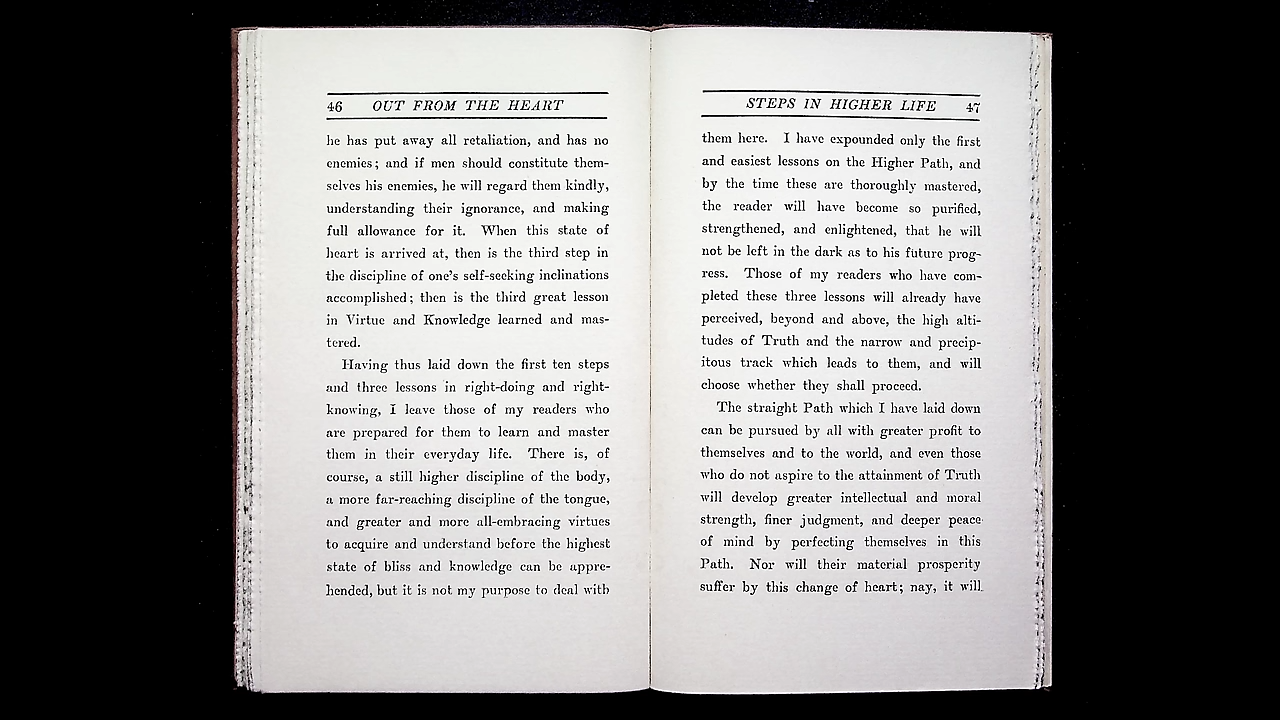 46 OUT FROM THE HEART
he has put away all retaliation, and has no
enemies; and if men should constitute them-
selves his enemies, he will regard them kindly,
understanding their ignorance, and making
full allowance for it. When this state of
heart is arrived at, then is the third step in
the discipline of one's self-seeking inclinations
accomplished; then is the third great lesson
in Virtue and Knowledge learned and mas-
tered.
Having thus laid down the first ten steps
and three lessons in right-doing and right-
knowing, I leave those of my readers who
are prepared for them to learn and master
them in their everyday life. There is, of
course, a still higher discipline of the body,
a more far-reaching discipline of the tongue,
and greater and more all-embracing virtues
to acquire and understand before the highest
state of bliss and knowledge can be appre-
hended, but it is not my purpose to deal with
STEPS IN HIGHER LIFE 47
them here. I have expounded only the first
and easiest lessons on the Higher Path, and
by the time these are thoroughly mastered,
the reader will have become so purified,
strengthened, and enlightened, that he will
not be left in the dark as to his future prog-
ress. Those of my readers who have com-
pleted these three lessons will already have
perceived, beyond and above, the high alti-
tudes of Truth and the narrow and precip-
itous track which leads to them, and will
choose whether they shall proceed.
The straight Path which I have laid down
can be pursued by all with greater profit to
themselves and to the world, and even those
who do not aspire to the attainment of Truth
will develop greater intellectual and moral
strength, finer judgment, and deeper peace
of mind by perfecting themselves in this
Path. Nor will their material prosperity
suffer by this change of heart; nay, it will